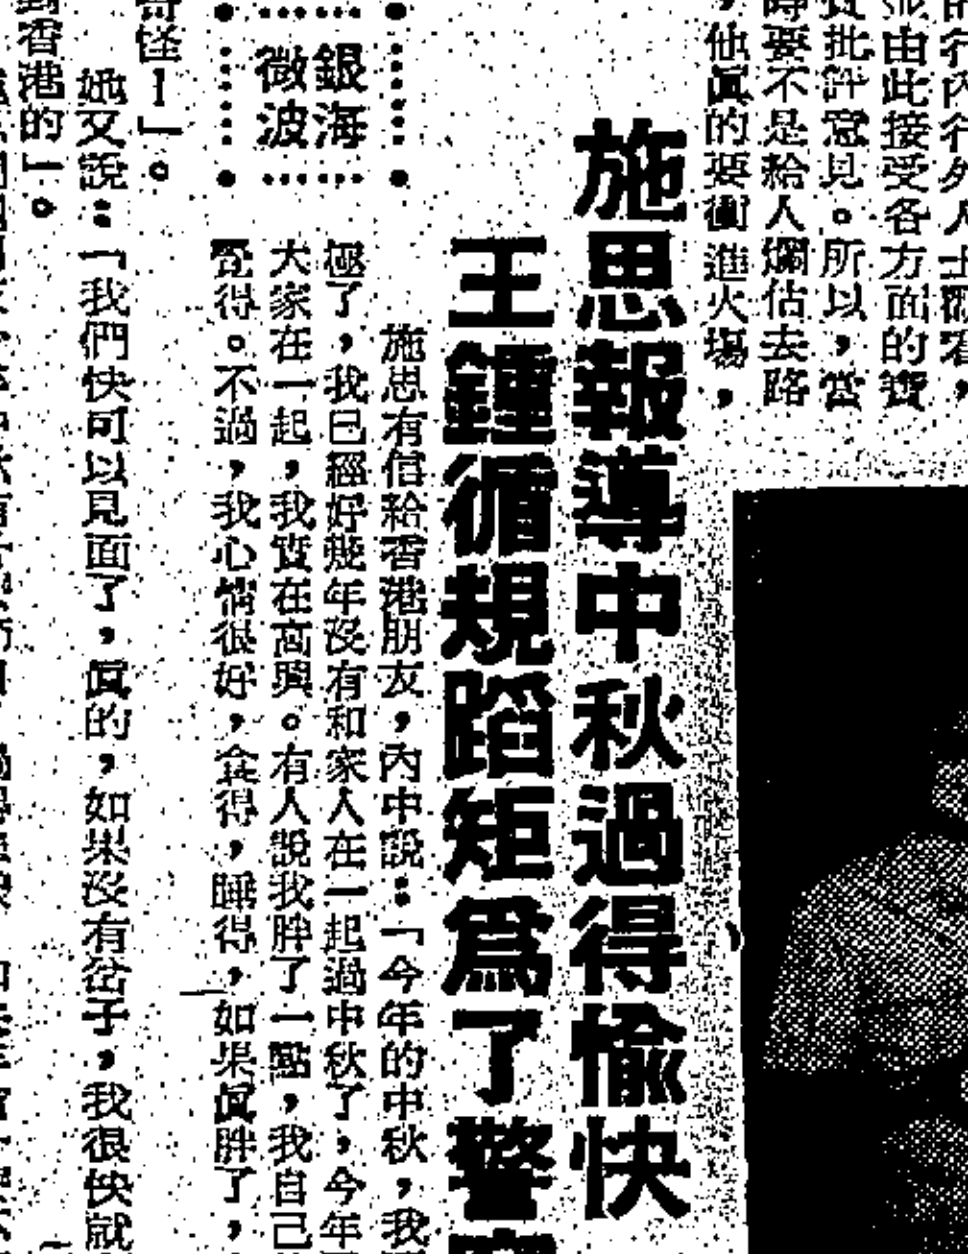 派由此接受各方面的寶
批評意見。所以，當
時要不是給人爛估去路
，他眞的要衝進火場，
施思報導中秋過得愉快
王鍾循規蹈矩爲了警
銀海
微波
施思有信給香港朋友，內中說：「今年的中秋，我
極了，我已經好幾年沒有和家人在一起過中秋了，今年
大家在一起，我實在高興。有人說我胖了一點，我自己
覺得。不過，我心情很好，食得，睡得，如果眞胖了，
奇怪！」。
她又說：「我們快可以見面了，眞的，如果沒有岔子，我很快就
到香港的」。